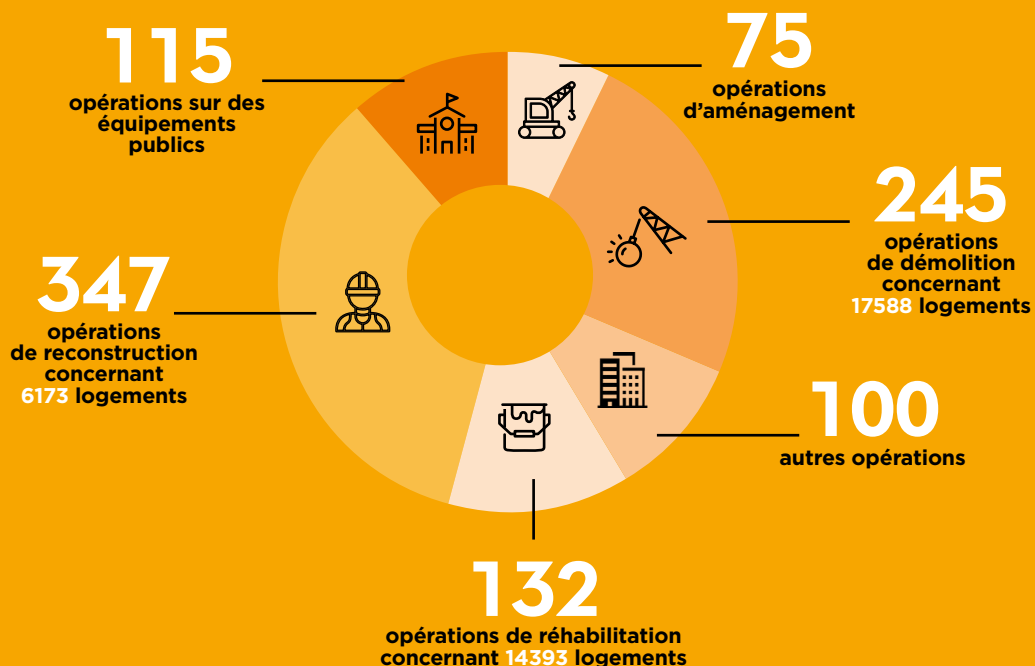 115
opérations sur des
équipements
publics
75
opérations
d'aménagement
245
opérations
de démolition
concernant
17588 logements
347
opérations
de reconstruction
concernant
6173 logements
100
autres opérations
132
opérations de réhabilitation
concernant 14393 logements